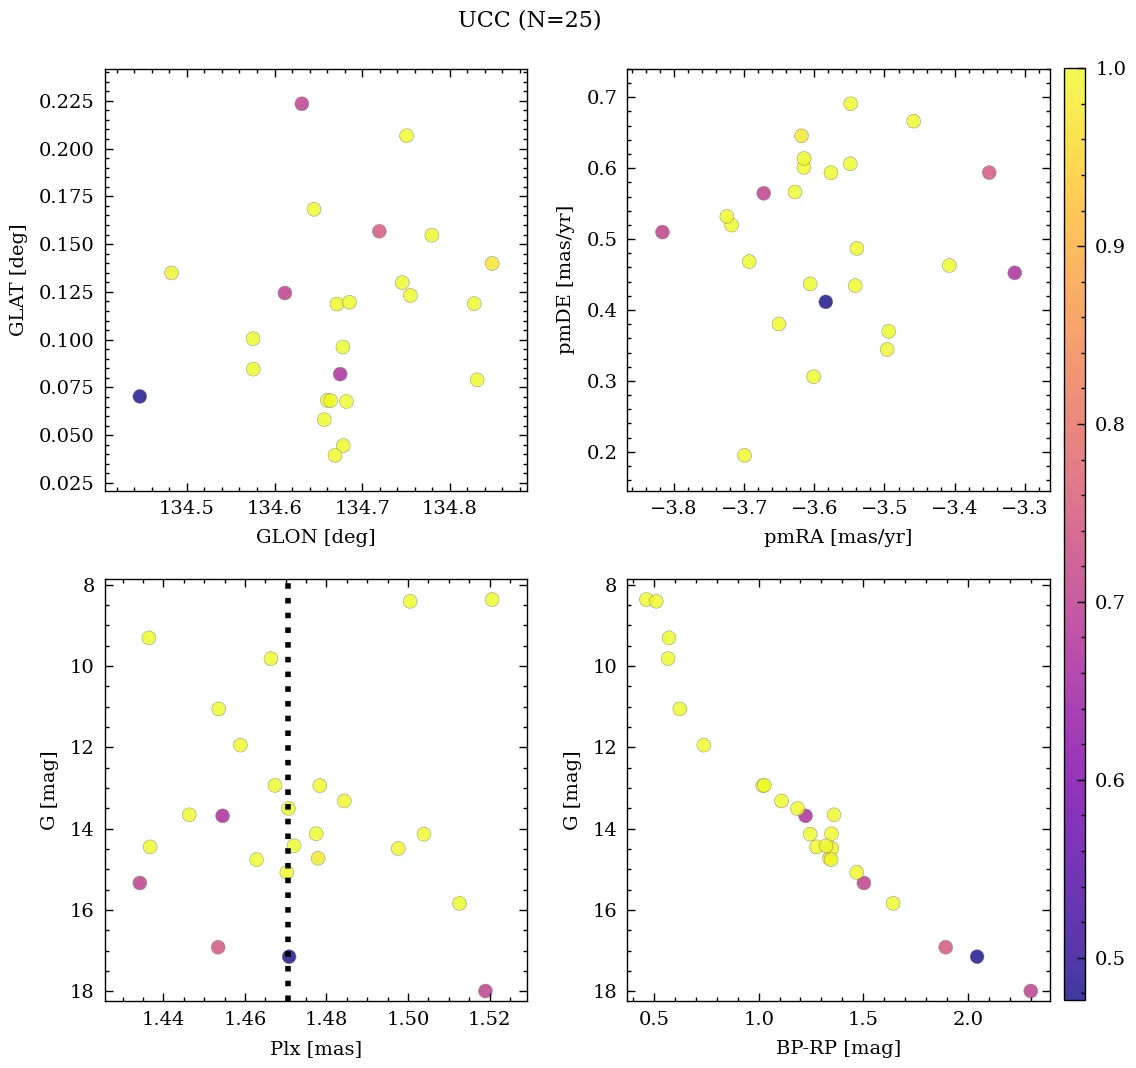 UCC (N=25)
0.225
0.200
0.175
0.150
0.125
0.100
0.075
0.050
0.025
GLAT [deg]
134.5 134.6 134.7 134.8
GLON [deg]
0.7
0.6
0.5
0.4
0.3
0.2
pmDE [mas/yr]
−3.8 −3.7 −3.6 −3.5 −3.4 −3.3
pmRA [mas/yr]
8
10
12
14
16
18
G [mag]
1.44 1.46 1.48 1.50 1.52
Plx [mas]
8
10
12
14
16
18
G [mag]
0.5 1.0 1.5 2.0
BP-RP [mag]
1.0
0.9
0.8
0.7
0.6
0.5